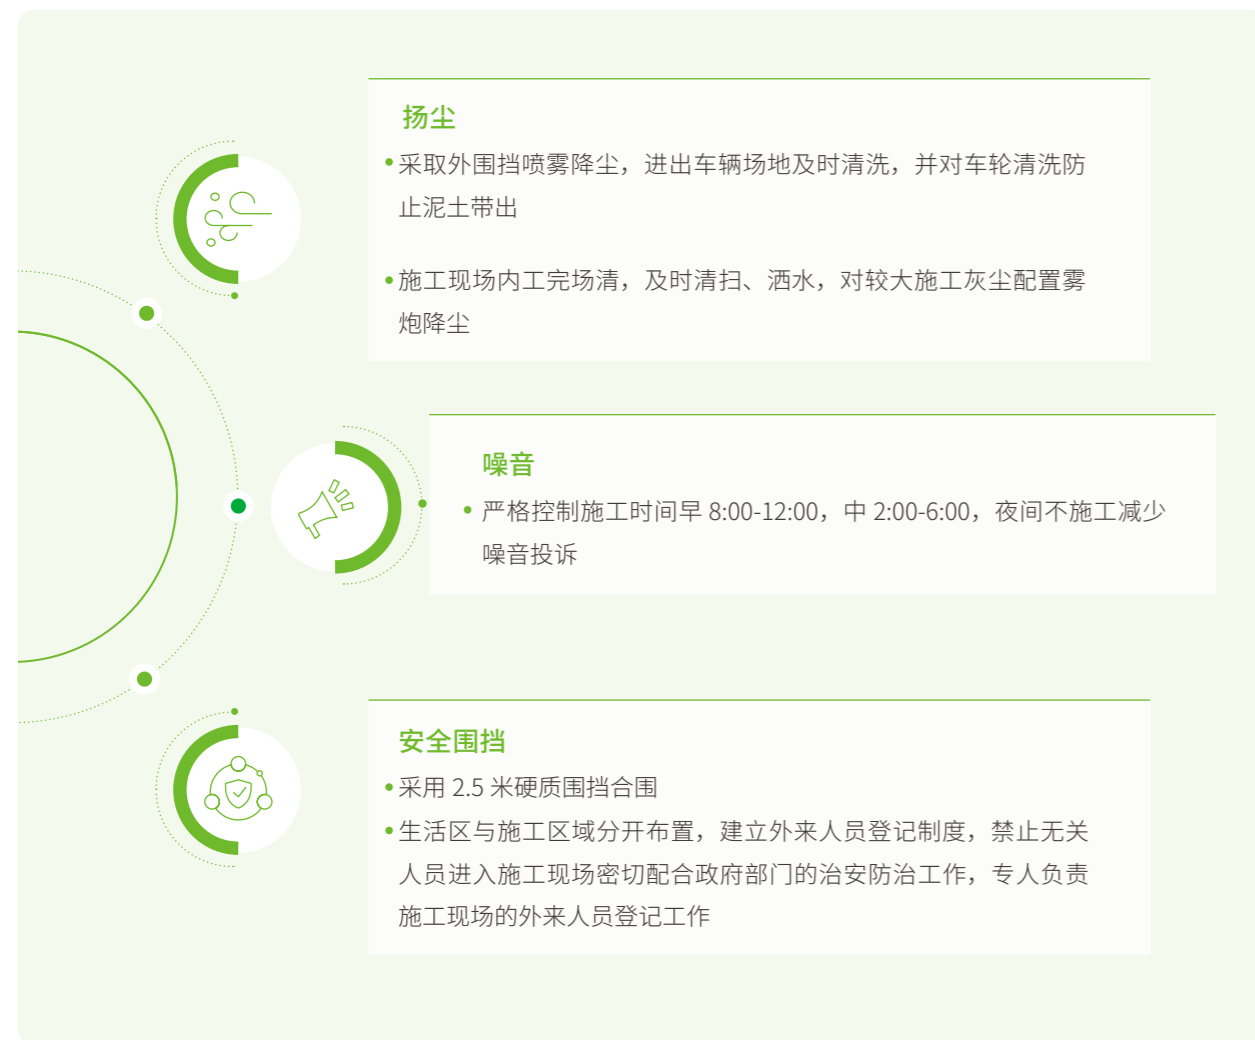 扬尘
采取外围挡喷雾降尘，进出车辆场地及时清洗，并对车轮清洗防
止泥土带出
施工现场内工完场清，及时清扫、洒水，对较大施工灰尘配置雾
炮降尘
噪音
严格控制施工时间早 8:00-12:00，中 2:00-6:00，夜间不施工减少
噪音投诉
安全围挡
采用 2.5 米硬质围挡合围
生活区与施工区域分开布置，建立外来人员登记制度，禁止无关
人员进入施工现场密切配合政府部门的治安防治工作，专人负责
施工现场的外来人员登记工作